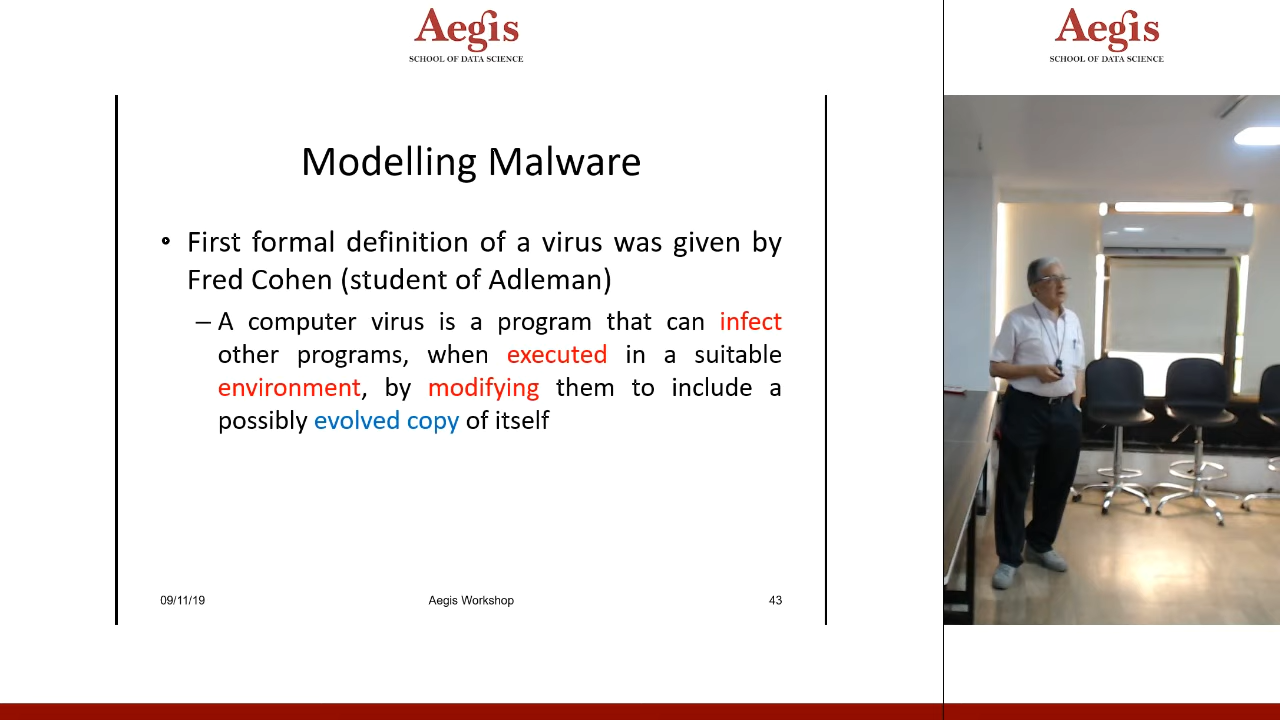 Aegis
SCHOOL OF DATA SCIENCE
Aegis
SCHOOL OF DATA SCIENCE
Modelling Malware
• First formal definition of a virus was given by
Fred Cohen (student of Adleman)
– A computer virus is a program that can infect
other programs, when executed in a suitable
environment, by modifying them to include a
possibly evolved copy of itself
09/11/19 Aegis Workshop 43